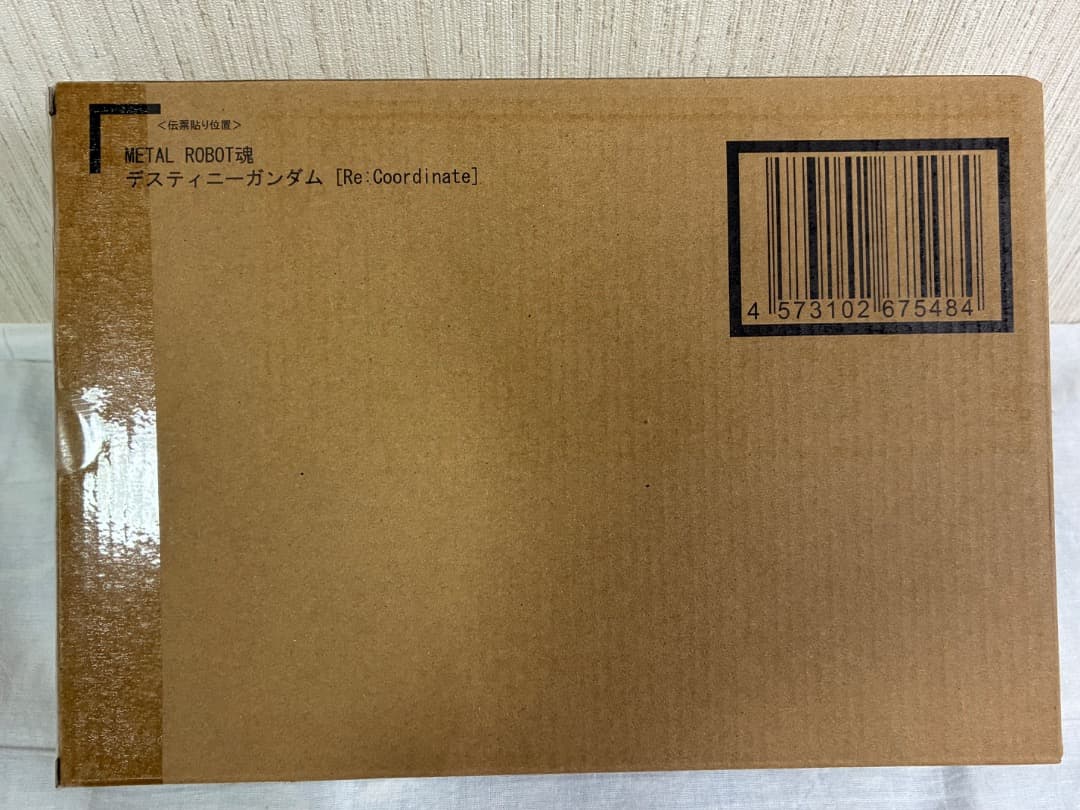 ＜伝票貼り位置＞
METAL ROBOT魂
デスティニーガンダム [Re:Coordinate]
4 573102 675484